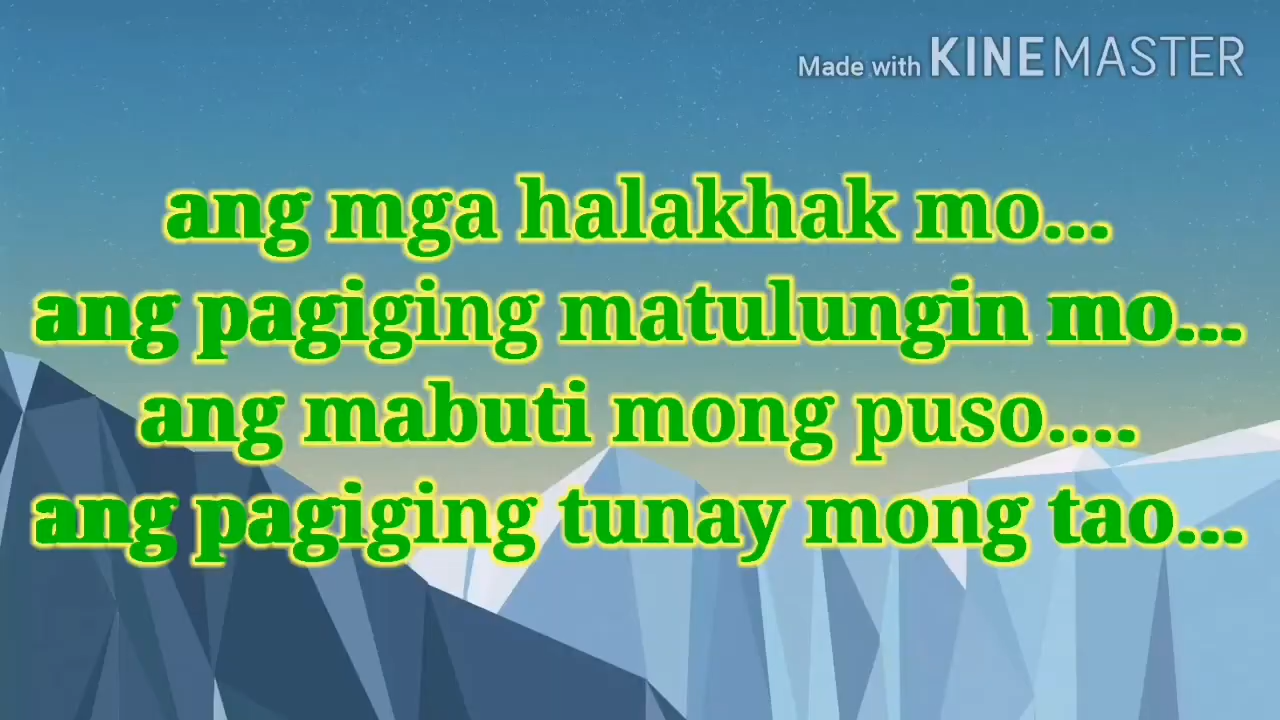 Made with KINEMASTER
ang mga halakhak mo...
ang pagiging matulungin mo...
ang mabuti mong puso....
ang pagiging tunay mong tao...